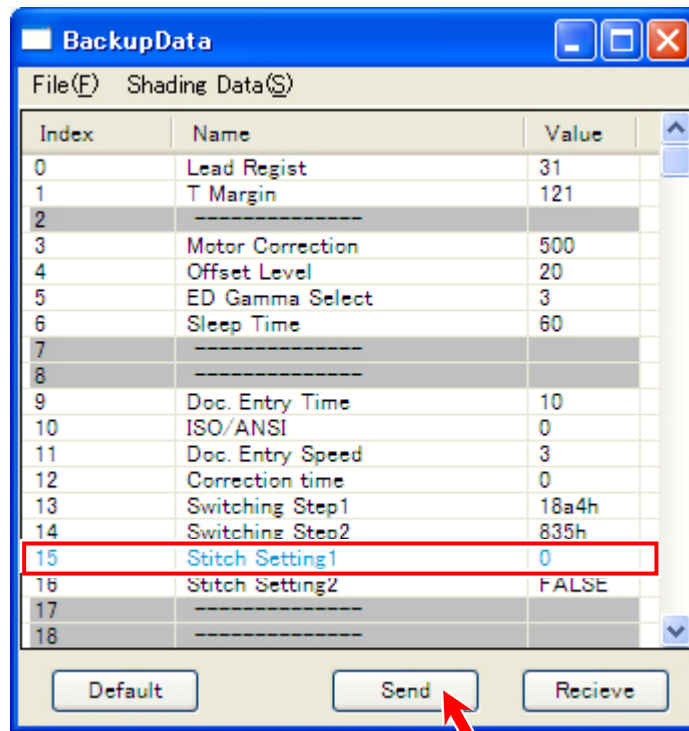 BackupData
File(F) Shading Data(S)
Index Name Value
0 Lead Regist 31
1 T Margin 121
2 --------------
3 Motor Correction 500
4 Offset Level 20
5 ED Gamma Select 3
6 Sleep Time 60
7 --------------
8 --------------
9 Doc. Entry Time 10
10 ISO/ANSI 0
11 Doc. Entry Speed 3
12 Correction time 0
13 Switching Step1 18a4h
14 Switching Step2 835h
15 Stitch Setting1 0
16 Stitch Setting2 FALSE
17 --------------
18 --------------
Default Send Recieve